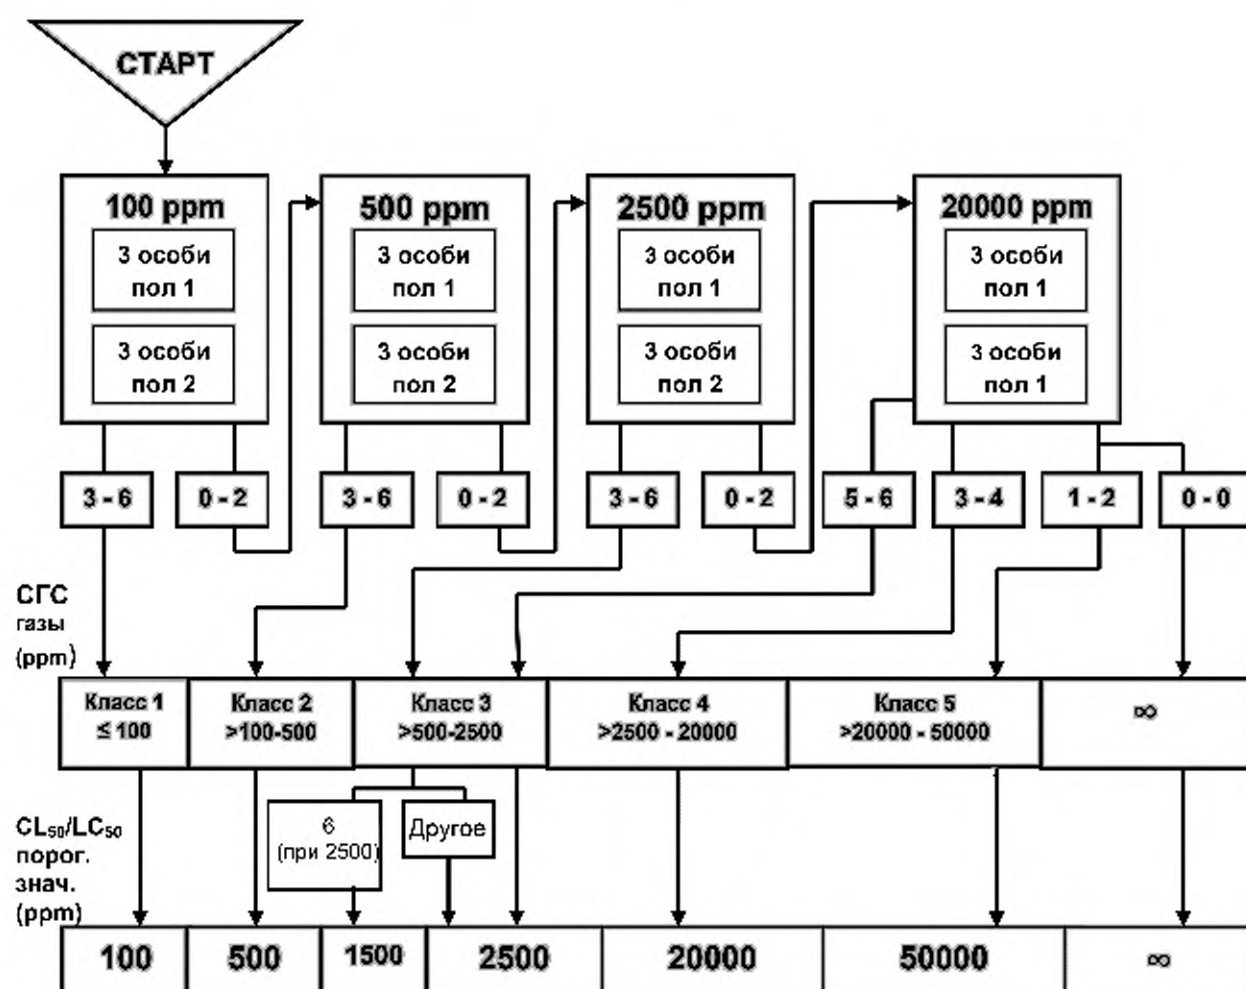 СТАРТ
100 ppm
3 особи
пол 1
3 особи
пол 2
500 ppm
3 особи
пол 1
3 особи
пол 2
2500 ppm
3 особи
пол 1
3 особи
пол 2
20000 ppm
3 особи
пол 1
3 особи
пол 1
3 - 6
0 - 2
3 - 6
0 - 2
3 - 6
0 - 2
5 - 6
3 - 4
1 - 2
0 - 0
СГС
газы
(ppm)
Класс 1
≤ 100
Класс 2
>100-500
Класс 3
>500-2500
Класс 4
>2500 - 20000
Класс 5
>20000 - 50000
∞
CL₅₀/LC₅₀
порог.
знач.
(ppm)
6
(при 2500)
Другое
100
500
1500
2500
20000
50000
∞